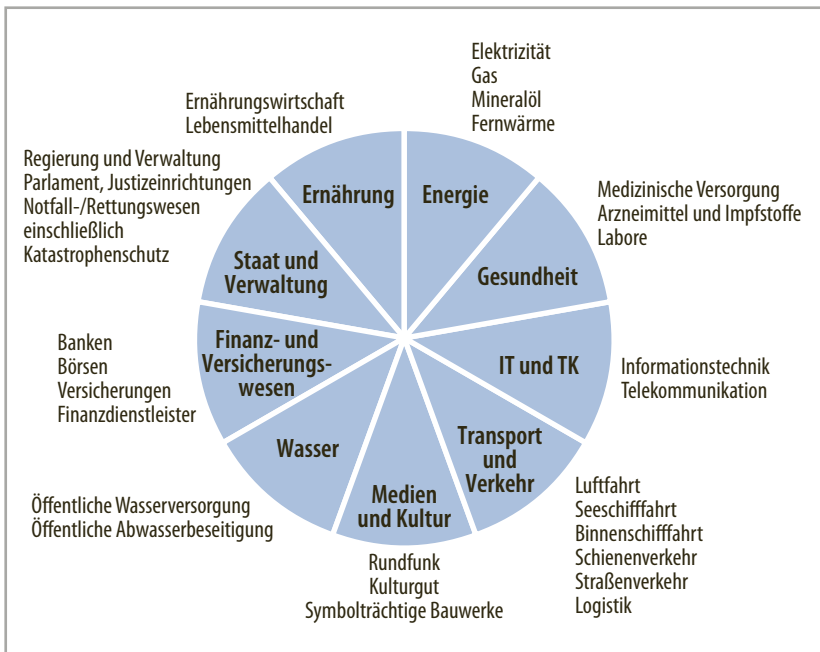 Elektrizität
Gas
Mineralöl
Fernwärme
Energie
Medizinische Versorgung
Arzneimittel und Impfstoffe
Labore
Gesundheit
Informationstechnik
Telekommunikation
IT und TK
Luftfahrt
Seeschifffahrt
Binnenschifffahrt
Schienenverkehr
Straßenverkehr
Logistik
Transport
und
Verkehr
Rundfunk
Kulturgut
Symbolträchtige Bauwerke
Medien
und Kultur
Öffentliche Wasserversorgung
Öffentliche Abwasserbeseitigung
Wasser
Banken
Börsen
Versicherungen
Finanzdienstleister
Finanz- und
Versicherungs-
wesen
Regierung und Verwaltung
Parlament, Justizeinrichtungen
Notfall-/Rettungswesen
einschließlich
Katastrophenschutz
Staat und
Verwaltung
Ernährungswirtschaft
Lebensmittelhandel
Ernährung